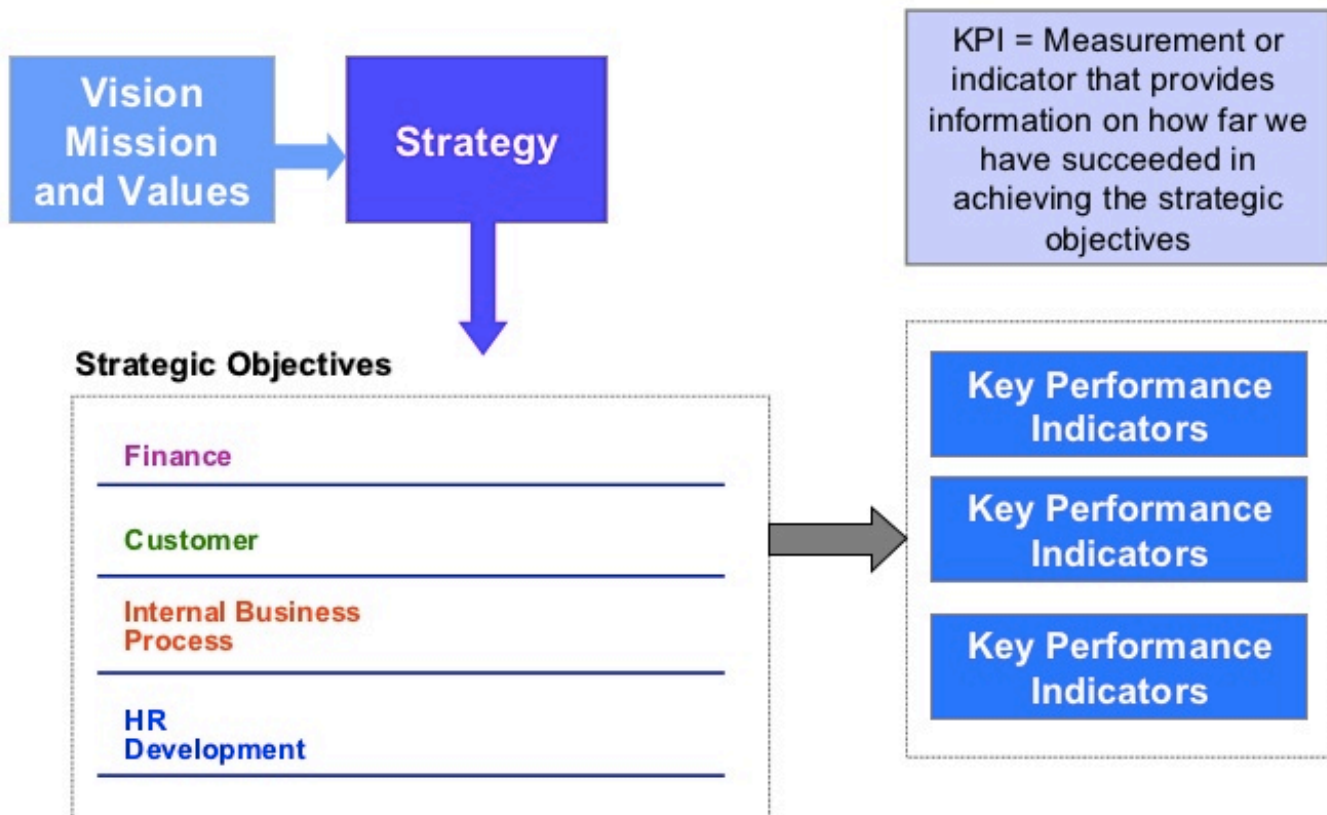 Vision
Mission
and Values
Strategy
KPI = Measurement or
indicator that provides
information on how far we
have succeeded in
achieving the strategic
objectives
Strategic Objectives
Finance
Customer
Internal Business
Process
HR
Development
Key Performance
Indicators
Key Performance
Indicators
Key Performance
Indicators